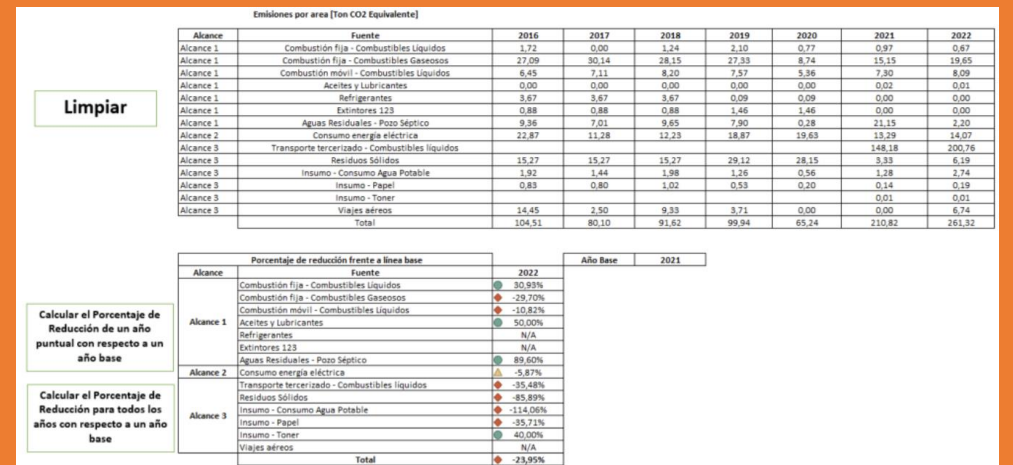 Emisiones por area [Ton CO2 Equivalente]
Alcance Fuente 2016 2017 2018 2019 2020 2021 2022
Alcance 1 Combustión fija - Combustibles Líquidos 1,72 0,00 1,24 2,10 0,77 0,97 0,67
Alcance 1 Combustión fija - Combustibles Gaseosos 27,09 30,14 28,15 27,33 8,74 15,15 19,65
Alcance 1 Combustión móvil - Combustibles Líquidos 6,45 7,11 8,20 7,57 5,36 7,30 8,09
Alcance 1 Aceites y Lubricantes 0,00 0,00 0,00 0,00 0,00 0,02 0,01
Alcance 1 Refrigerantes 3,67 3,67 3,67 0,09 0,09 0,00 0,00
Alcance 1 Extintores 123 0,88 0,88 0,88 1,46 1,46 0,00 0,00
Alcance 1 Aguas Residuales - Pozo Séptico 9,36 7,01 9,65 7,90 0,28 21,15 2,20
Alcance 2 Consumo energía eléctrica 22,87 11,28 12,23 18,87 19,63 13,29 14,07
Alcance 3 Transporte tercerizado - Combustibles líquidos 148,18 200,76
Alcance 3 Residuos Sólidos 15,27 15,27 15,27 29,12 28,15 3,33 6,19
Alcance 3 Insumo - Consumo Agua Potable 1,92 1,44 1,98 1,26 0,56 1,28 2,74
Alcance 3 Insumo - Papel 0,83 0,80 1,02 0,53 0,20 0,14 0,19
Alcance 3 Insumo - Toner 0,01 0,01
Alcance 3 Viajes aéreos 14,45 2,50 9,33 3,71 0,00 0,00 6,74
Total 104,51 80,10 91,62 99,94 65,24 210,82 261,32
Limpiar
Porcentaje de reducción frente a línea base
Año Base 2021
Alcance Fuente 2022
Alcance 1
Combustión fija - Combustibles Líquidos 30,93%
Combustión fija - Combustibles Gaseosos -29,70%
Combustión móvil - Combustibles Líquidos -10,82%
Aceites y Lubricantes 50,00%
Refrigerantes N/A
Extintores 123 N/A
Aguas Residuales - Pozo Séptico 89,60%
Alcance 2 Consumo energía eléctrica -5,87%
Alcance 3
Transporte tercerizado - Combustibles líquidos -35,48%
Residuos Sólidos -85,89%
Insumo - Consumo Agua Potable -114,06%
Insumo - Papel -35,71%
Insumo - Toner 40,00%
Viajes aéreos N/A
Total -23,95%
Calcular el Porcentaje de
Reducción de un año
puntual con respecto a un
año base
Calcular el Porcentaje de
Reducción para todos los
años con respecto a un año
base